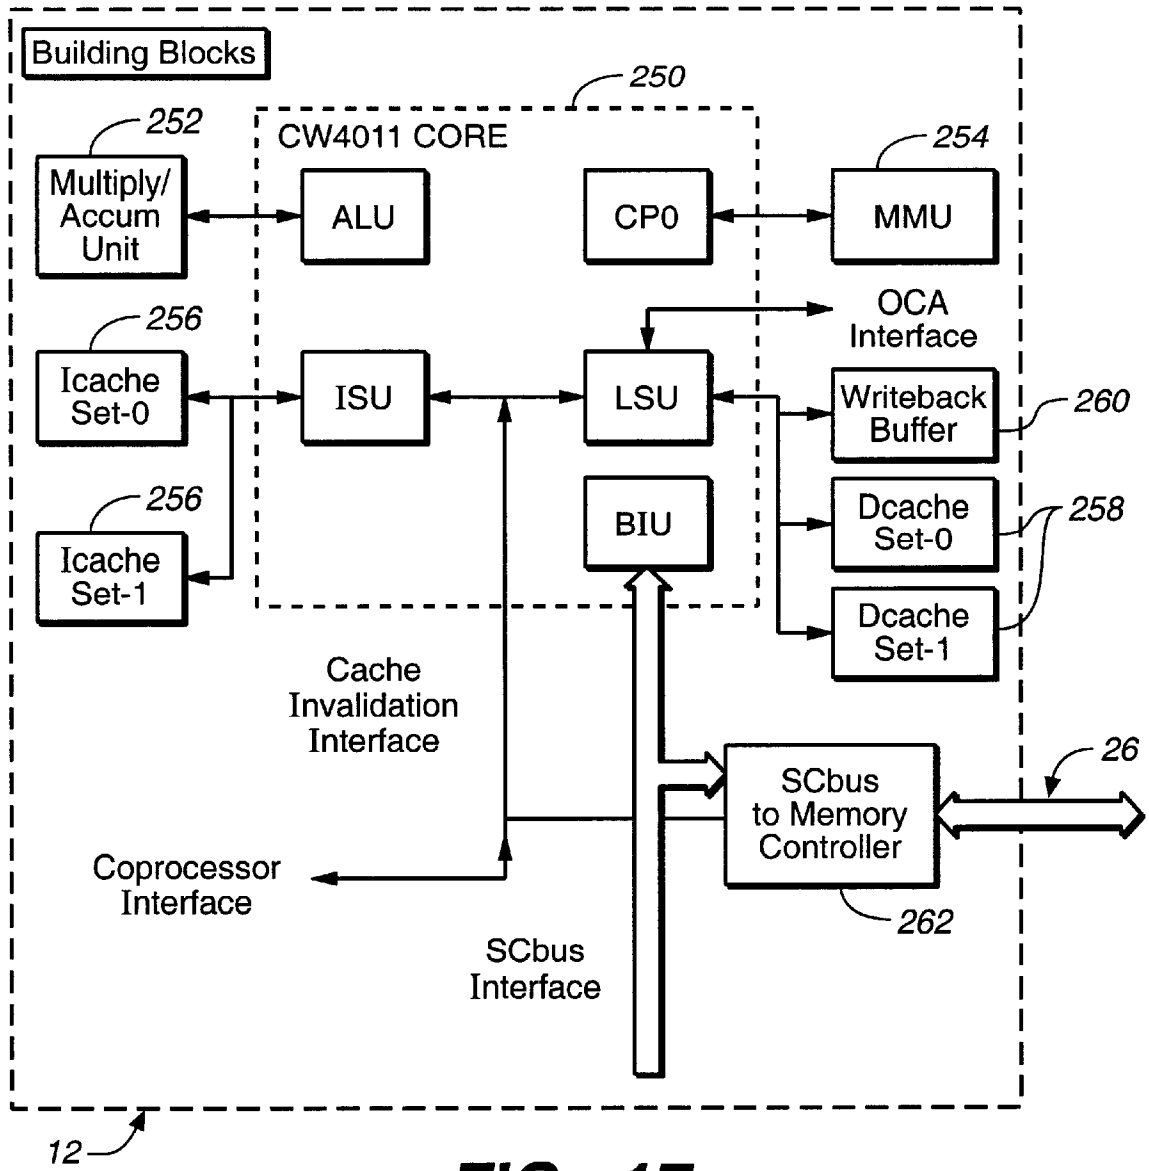 Building Blocks
250
252
CW4011 CORE
254
Multiply/
Accum
Unit
ALU
CP0
MMU
OCA
Interface
256
Icache
Set-0
ISU
LSU
Writeback
Buffer
260
256
Icache
Set-1
BIU
Dcache
Set-0
258
Dcache
Set-1
Cache
Invalidation
Interface
SCbus
to Memory
Controller
26
Coprocessor
Interface
262
SCbus
Interface
12